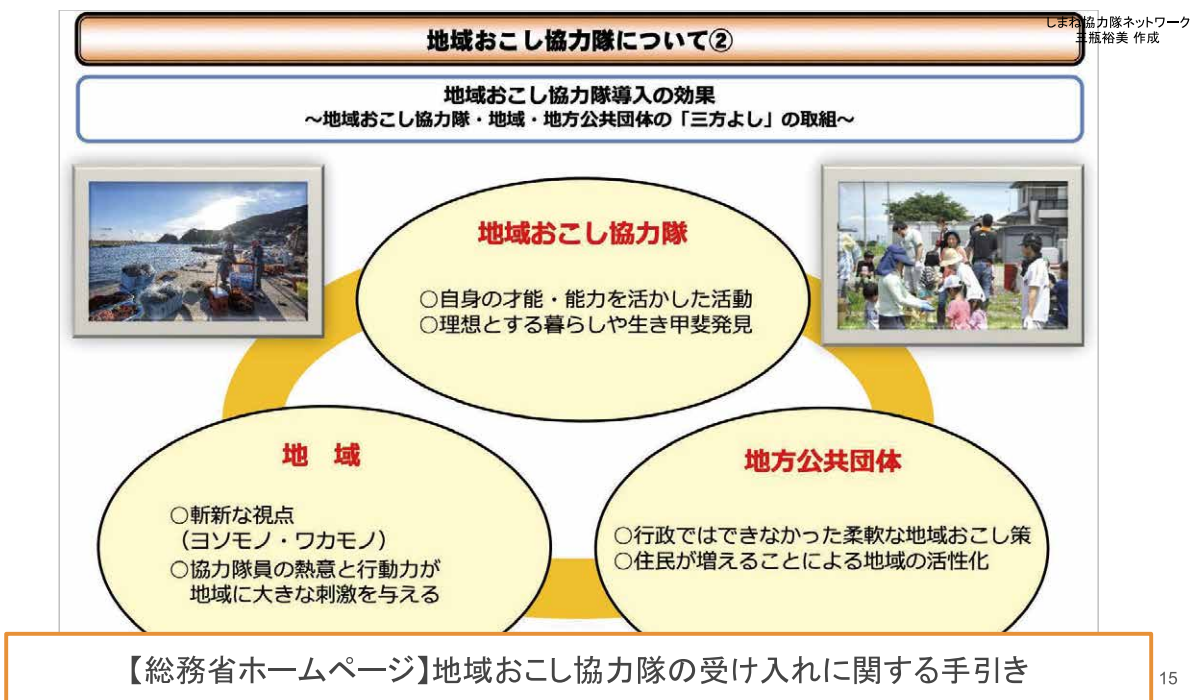 しまね協力隊ネットワーク
三瓶裕美 作成
地域おこし協力隊について②
地域おこし協力隊導入の効果
～地域おこし協力隊・地域・地方公共団体の「三方よし」の取組～
地域おこし協力隊
○自身の才能・能力を活かした活動
○理想とする暮らしや生き甲斐発見
地　域
○斬新な視点
（ヨソモノ・ワカモノ）
○協力隊員の熱意と行動力が
地域に大きな刺激を与える
地方公共団体
○行政ではできなかった柔軟な地域おこし策
○住民が増えることによる地域の活性化
【総務省ホームページ】地域おこし協力隊の受け入れに関する手引き
15